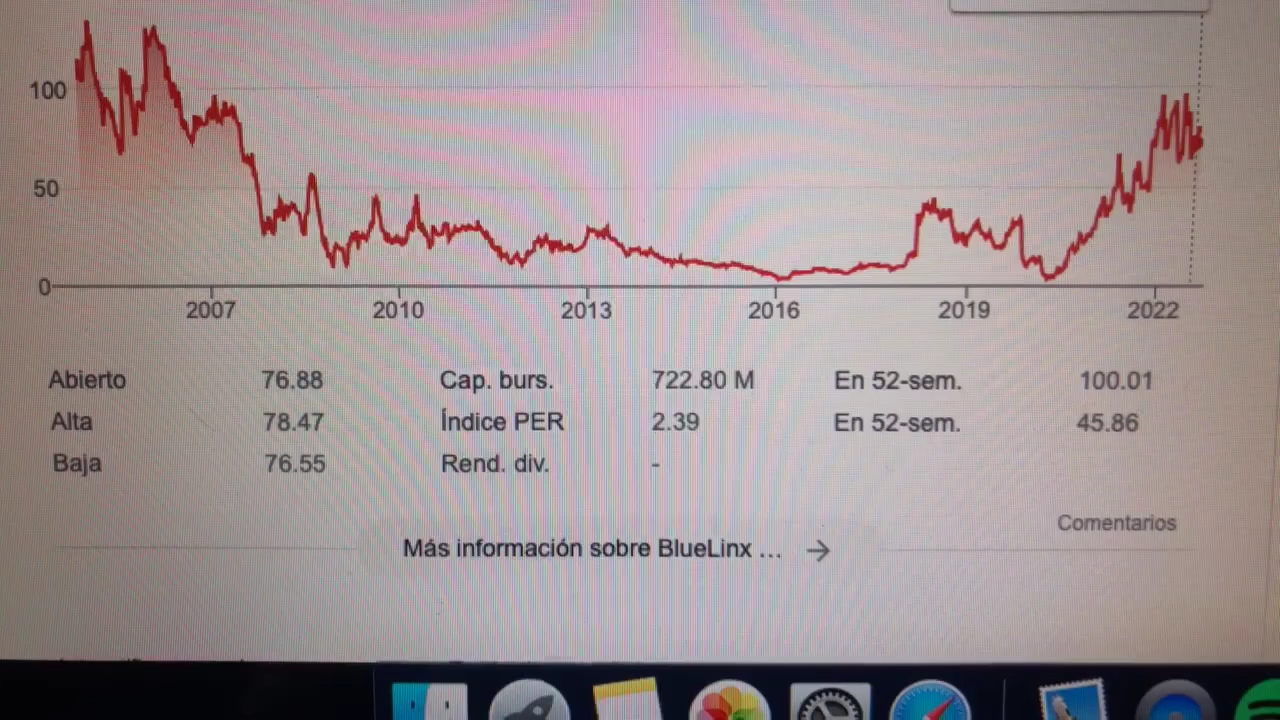 100
50
0
2007 2010 2013 2016 2019 2022
Abierto 76.88 Cap. burs. 722.80 M En 52-sem. 100.01
Alta 78.47 Índice PER 2.39 En 52-sem. 45.86
Baja 76.55 Rend. div. -
Comentarios
Más información sobre BlueLinx ... →